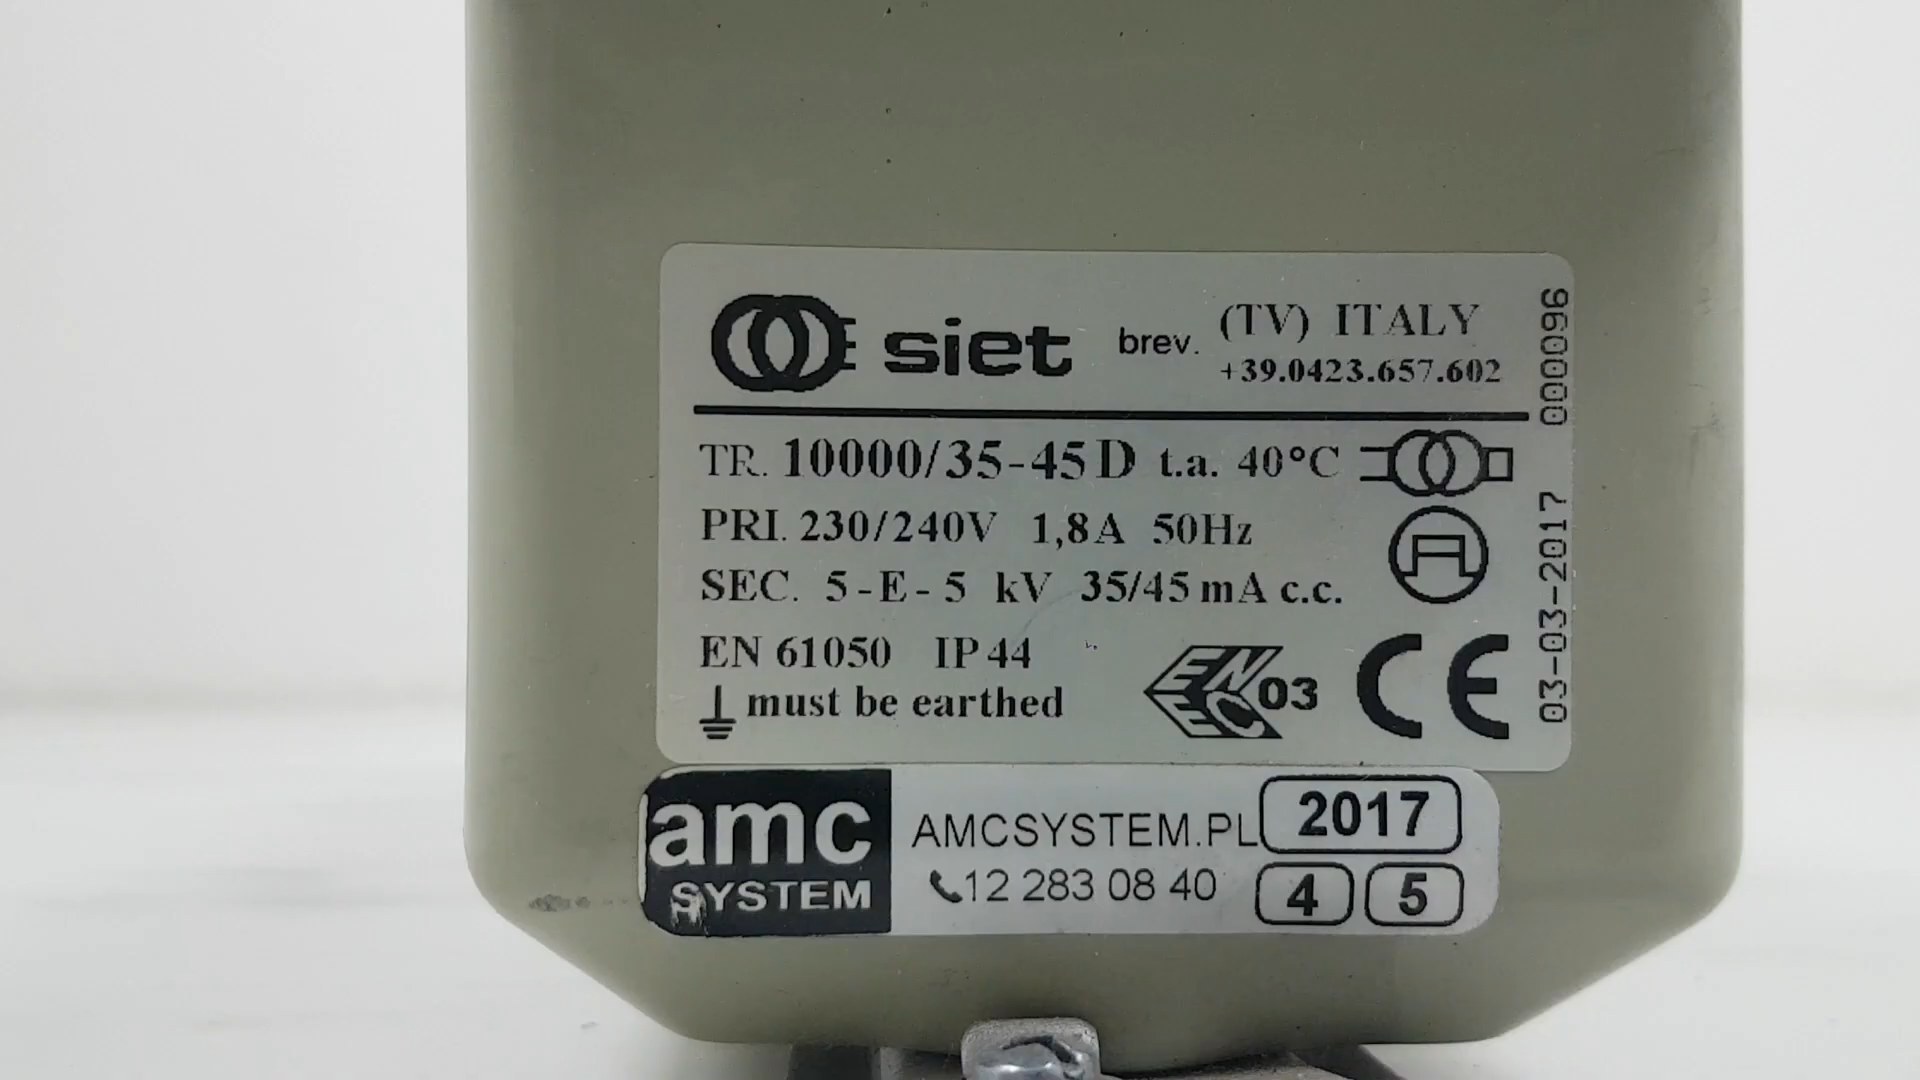 siet brev. (TV) ITALY
+39.0423.657.602
TR. 10000/35-45 D t.a. 40°C
PRI. 230/240V 1,8A 50Hz
SEC. 5-E-5 kV 35/45 mA c.c.
EN 61050 IP 44
must be earthed
ENEC 03 CE
03-03-2017 000096
amc SYSTEM
AMCSYSTEM.PL 2017
12 283 08 40 4 5